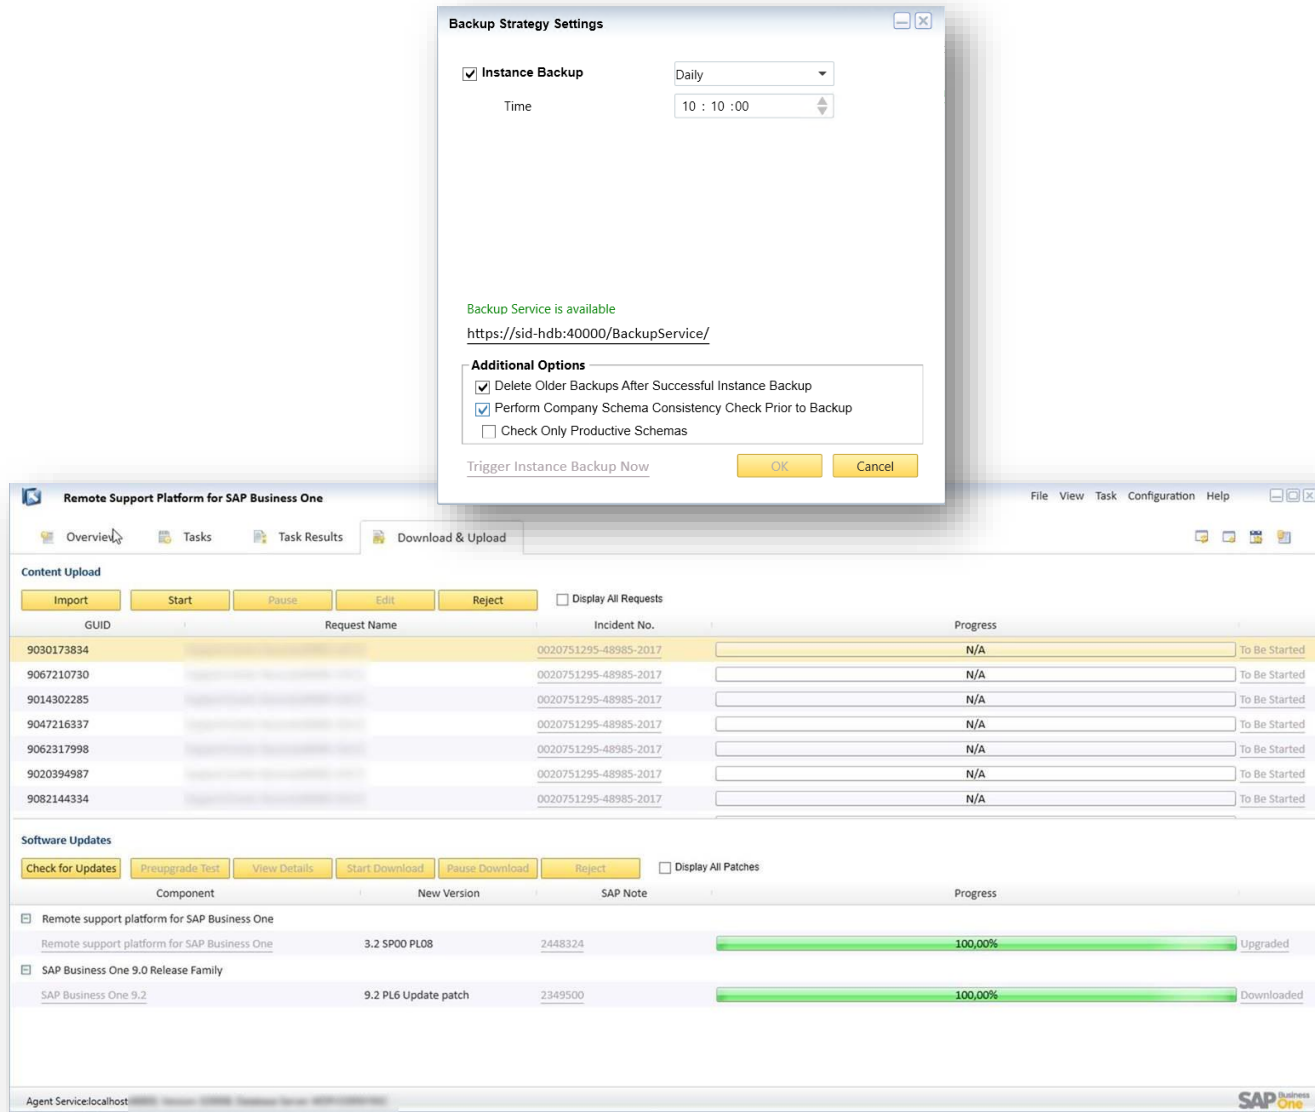 Backup Strategy Settings
Instance Backup
Daily
Time
10 : 10 :00
Backup Service is available
https://sid-hdb:40000/BackupService/
Additional Options
Delete Older Backups After Successful Instance Backup
Perform Company Schema Consistency Check Prior to Backup
Check Only Productive Schemas
Trigger Instance Backup Now
OK
Cancel
Remote Support Platform for SAP Business One
File View Task Configuration Help
Overview Tasks Task Results Download & Upload
Content Upload
Import Start Pause Edit Reject Display All Requests
GUID Request Name Incident No. Progress
9030173834 0020751295-48985-2017 N/A To Be Started
9067210730 0020751295-48985-2017 N/A To Be Started
9014302285 0020751295-48985-2017 N/A To Be Started
9047216337 0020751295-48985-2017 N/A To Be Started
9062317998 0020751295-48985-2017 N/A To Be Started
9020394987 0020751295-48985-2017 N/A To Be Started
9082144334 0020751295-48985-2017 N/A To Be Started
Software Updates
Check for Updates Preupgrade Test View Details Start Download Pause Download Reject Display All Patches
Component New Version SAP Note Progress
Remote support platform for SAP Business One
Remote support platform for SAP Business One 3.2 SP00 PL08 2448324 100,00% Upgraded
SAP Business One 9.0 Release Family
SAP Business One 9.2 9.2 PL6 Update patch 2349500 100,00% Downloaded
Agent Service:localhost
SAP Business One